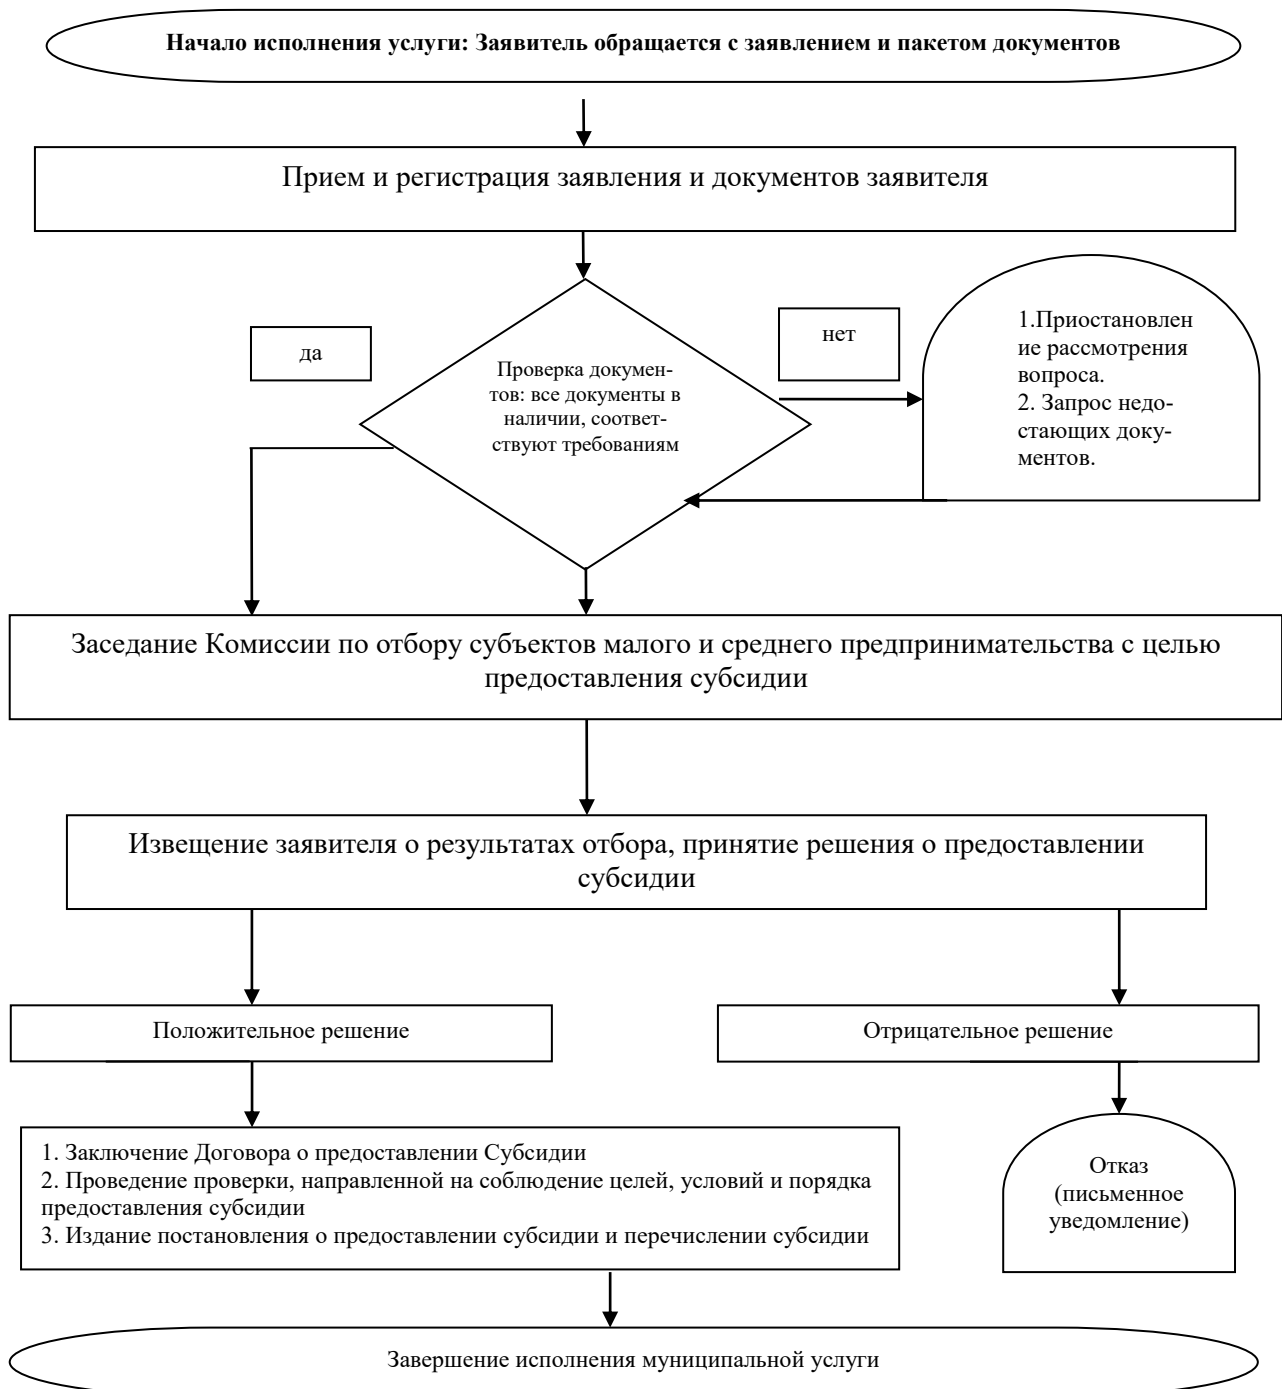 Начало исполнения услуги: Заявитель обращается с заявлением и пакетом документов
Прием и регистрация заявления и документов заявителя
да
нет
Проверка докумен-
тов: все документы в
наличии, соответ-
ствуют требованиям
1.Приостановлен
ие рассмотрения
вопроса.
2. Запрос недо-
стающих доку-
ментов.
Заседание Комиссии по отбору субъектов малого и среднего предпринимательства с целью
предоставления субсидии
Извещение заявителя о результатах отбора, принятие решения о предоставлении
субсидии
Положительное решение
Отрицательное решение
1. Заключение Договора о предоставлении Субсидии
2. Проведение проверки, направленной на соблюдение целей, условий и порядка
предоставления субсидии
3. Издание постановления о предоставлении субсидии и перечислении субсидии
Отказ
(письменное
уведомление)
Завершение исполнения муниципальной услуги